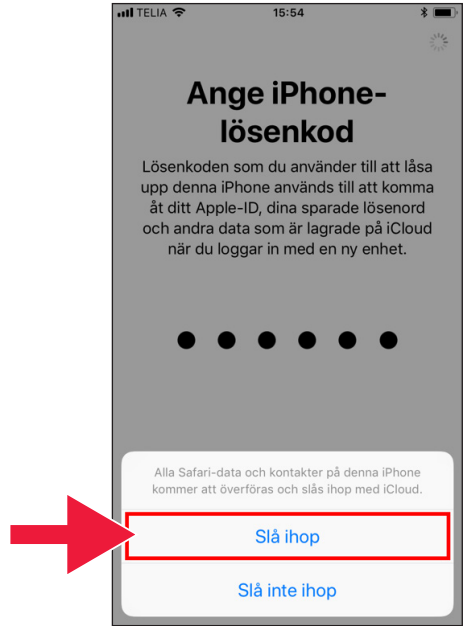 TELIA 15:54
Ange iPhone-
lösenkod
Lösenkoden som du använder till att låsa
upp denna iPhone används till att komma
åt ditt Apple-ID, dina sparade lösenord
och andra data som är lagrade på iCloud
när du loggar in med en ny enhet.
Alla Safari-data och kontakter på denna iPhone
kommer att överföras och slås ihop med iCloud.
Slå ihop
Slå inte ihop